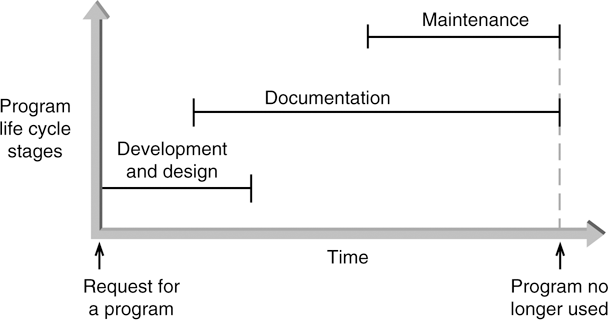 Maintenance
Documentation
Program
life cycle
stages
Development
and design
Time
Request for
a program
Program no
longer used